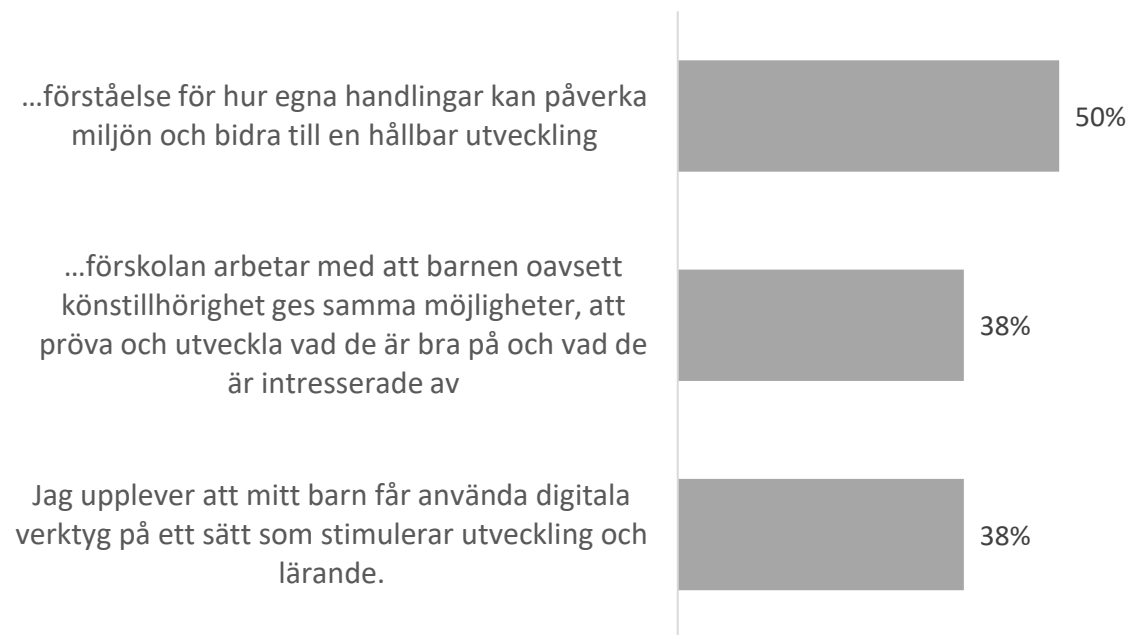 …förståelse för hur egna handlingar kan påverka
miljön och bidra till en hållbar utveckling
50%
…förskolan arbetar med att barnen oavsett
könstillhörighet ges samma möjligheter, att
pröva och utveckla vad de är bra på och vad de
är intresserade av
38%
Jag upplever att mitt barn får använda digitala
verktyg på ett sätt som stimulerar utveckling och
lärande.
38%